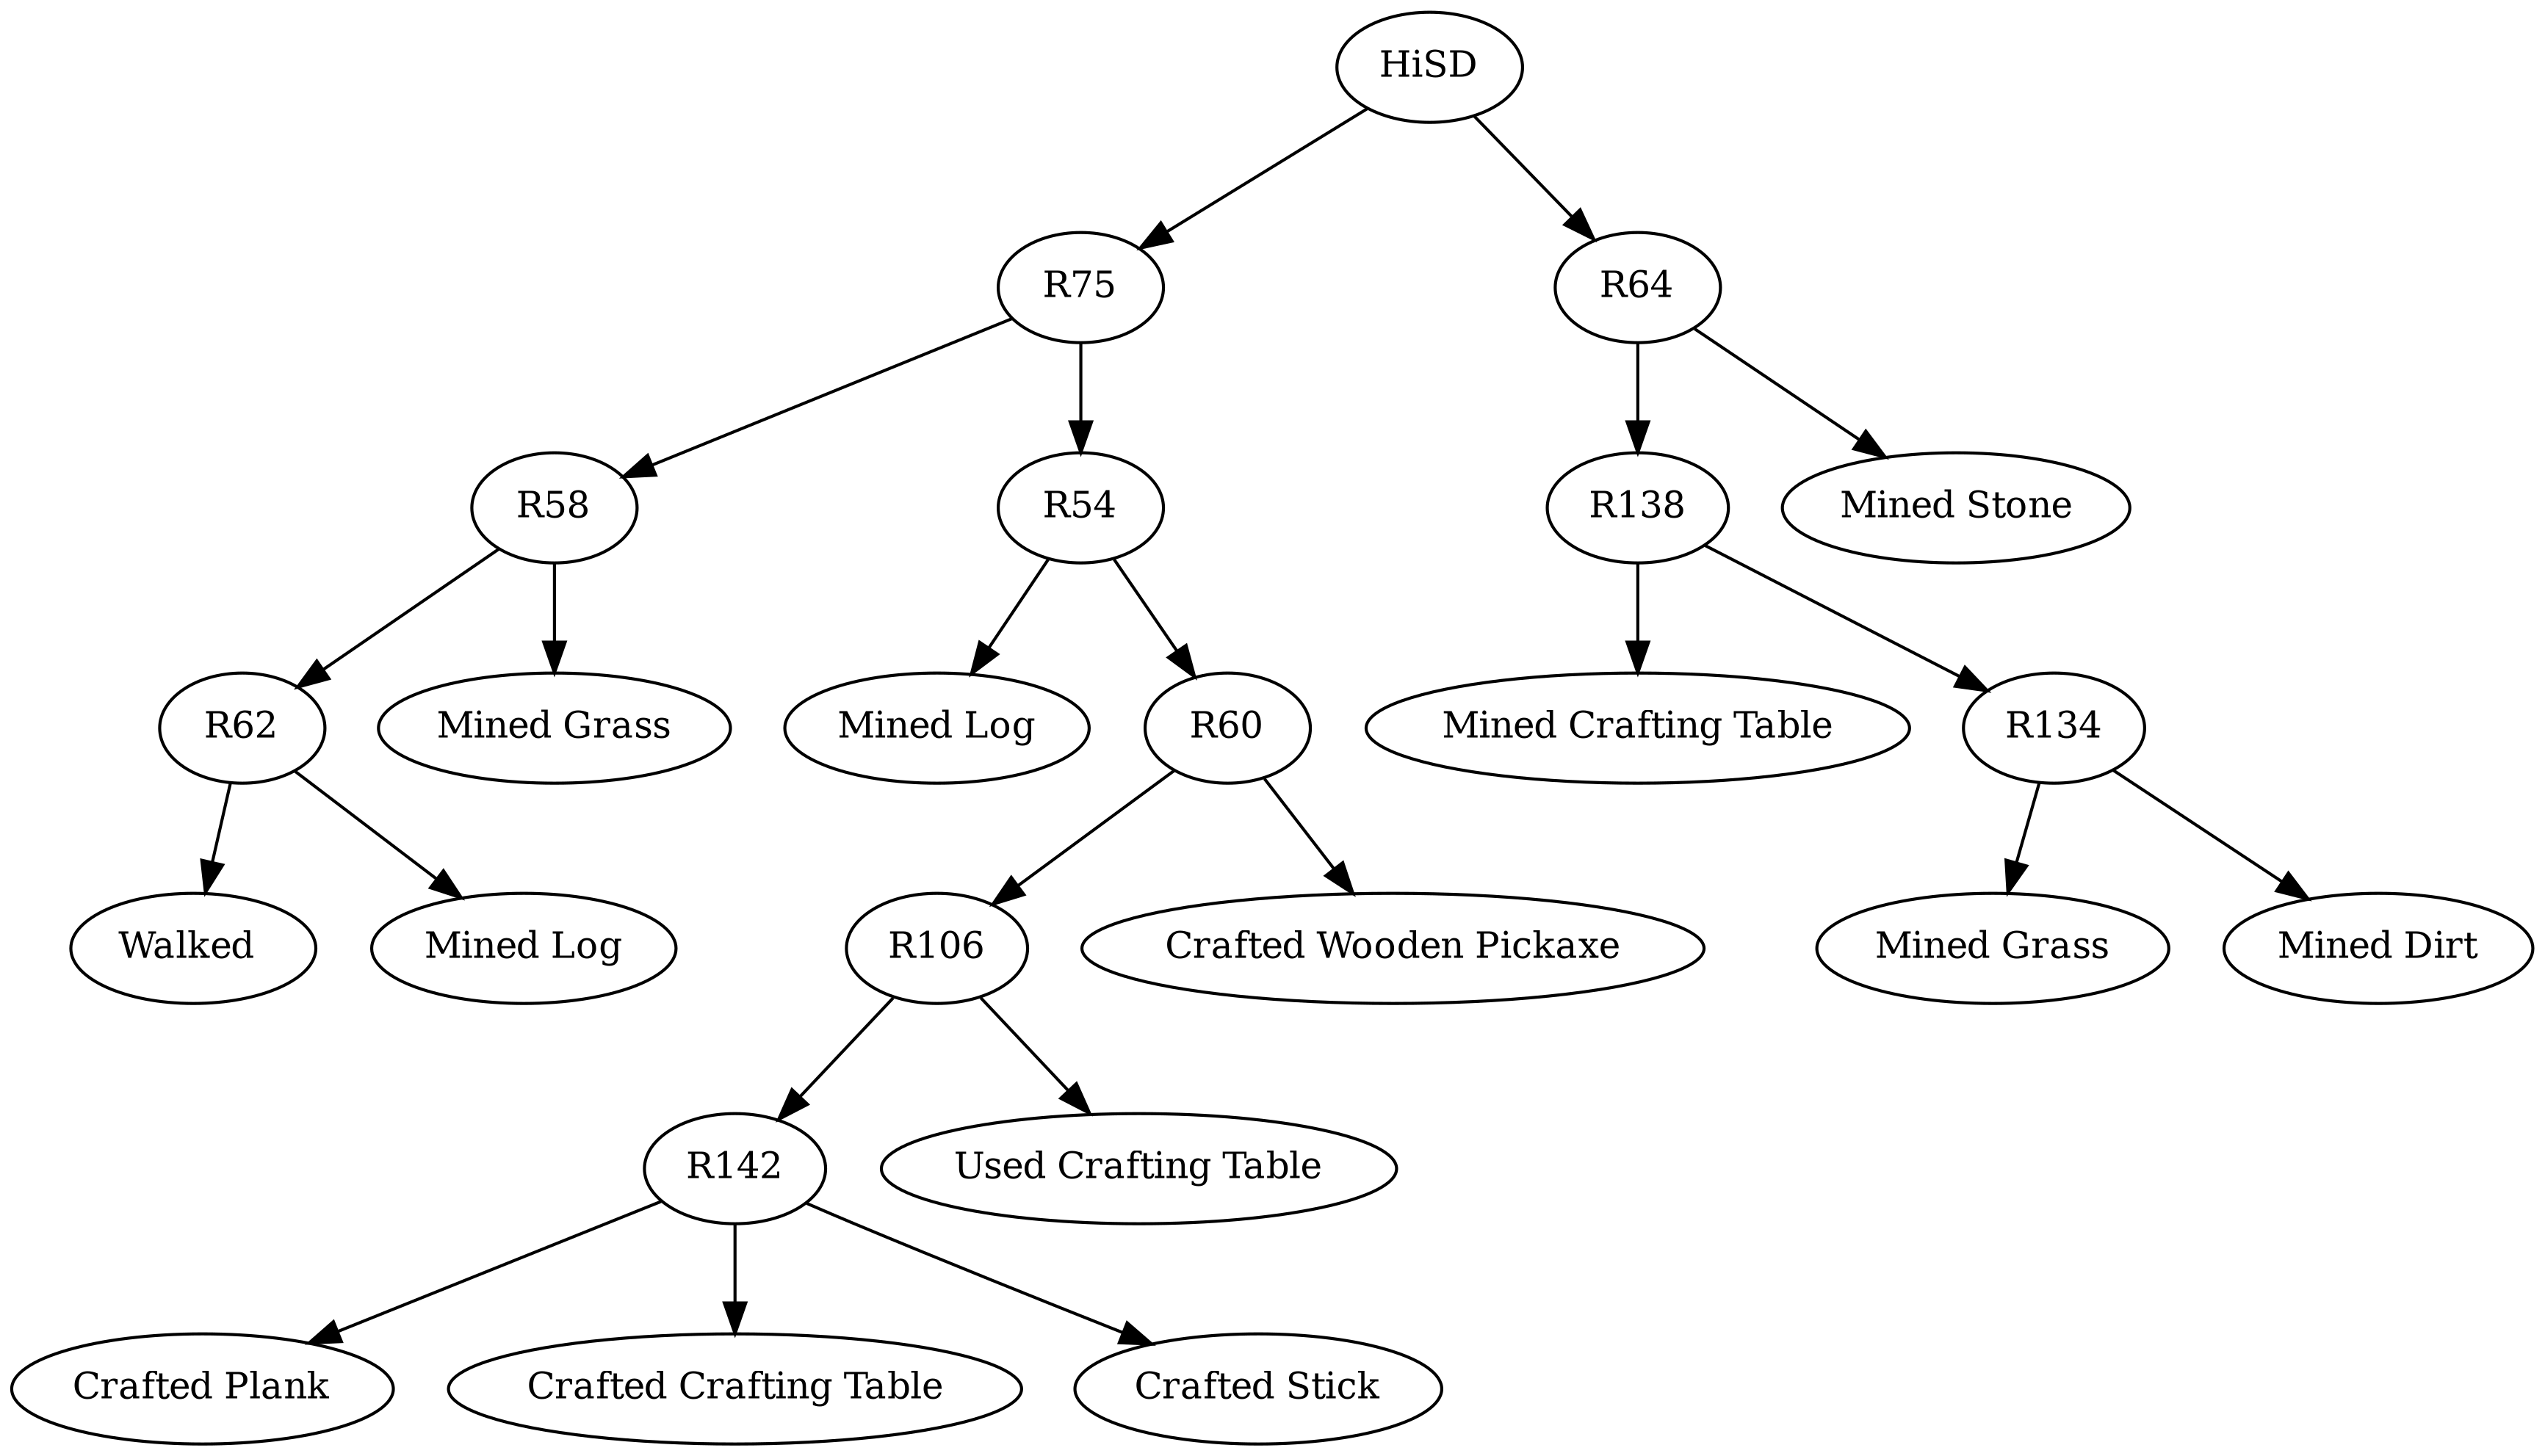 HiSD
R75
R64
R58
R54
R138
Mined Stone
R62
Mined Grass
Mined Log
R60
Mined Crafting Table
R134
Walked
Mined Log
R106
Crafted Wooden Pickaxe
Mined Grass
Mined Dirt
R142
Used Crafting Table
Crafted Plank
Crafted Crafting Table
Crafted Stick